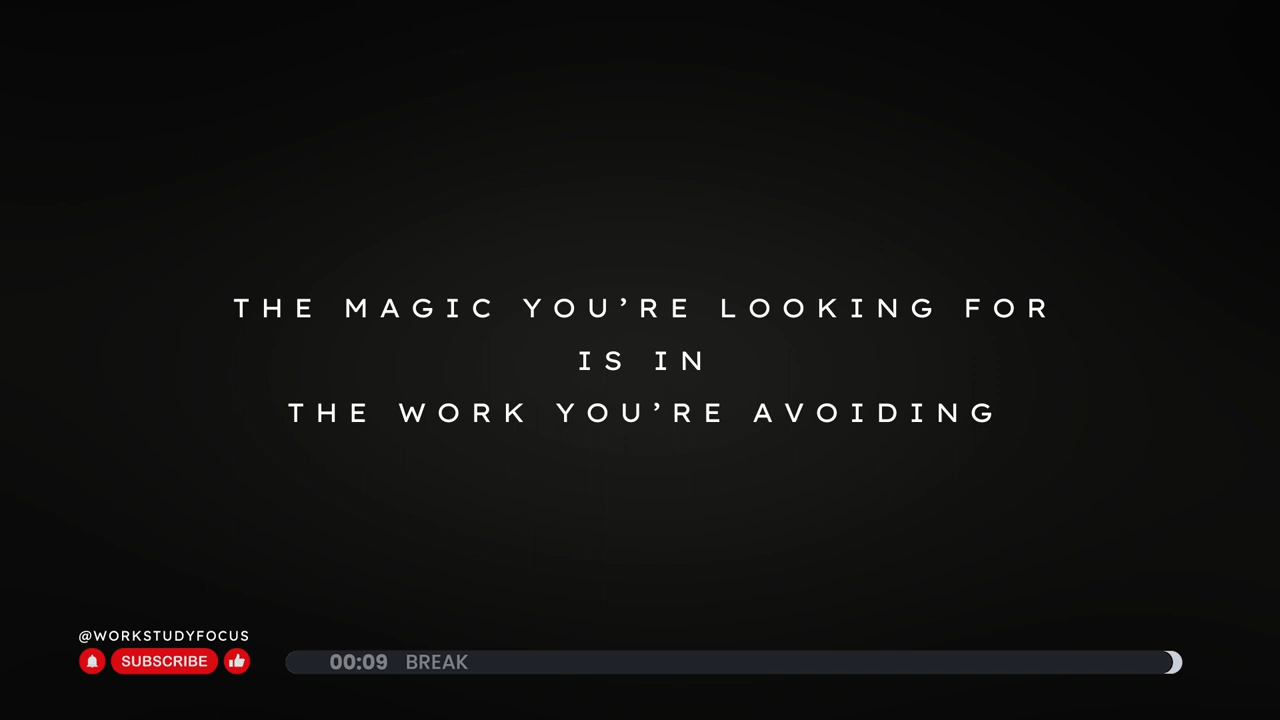 THE MAGIC YOU’RE LOOKING FOR
IS IN
THE WORK YOU’RE AVOIDING
@WORKSTUDYFOCUS
SUBSCRIBE
00:09 BREAK